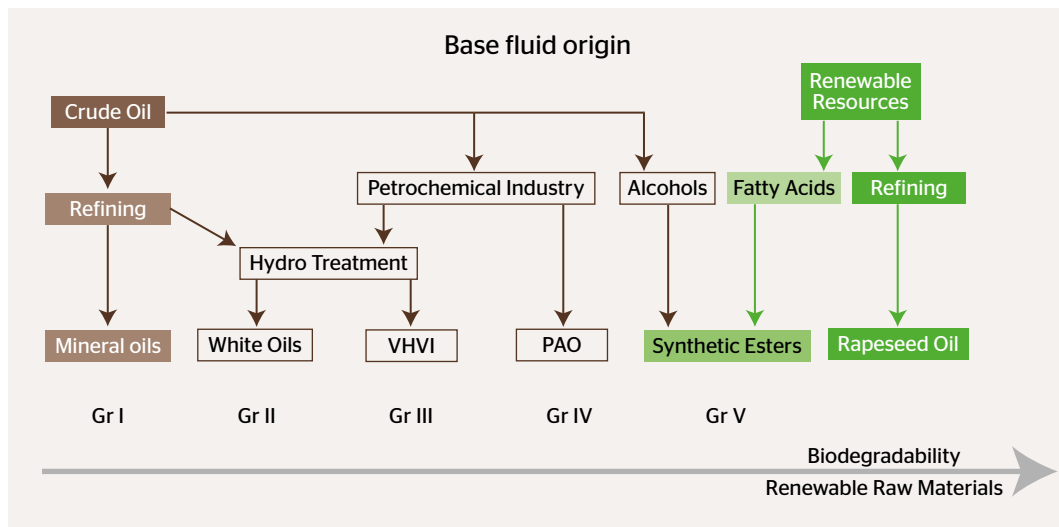 Base fluid origin
Renewable
Resources
Crude Oil
Petrochemical Industry
Alcohols
Fatty Acids
Refining
Refining
Hydro Treatment
Mineral oils
White Oils
VHVI
PAO
Synthetic Esters
Rapeseed Oil
Gr I
Gr II
Gr III
Gr IV
Gr V
Biodegradability
Renewable Raw Materials